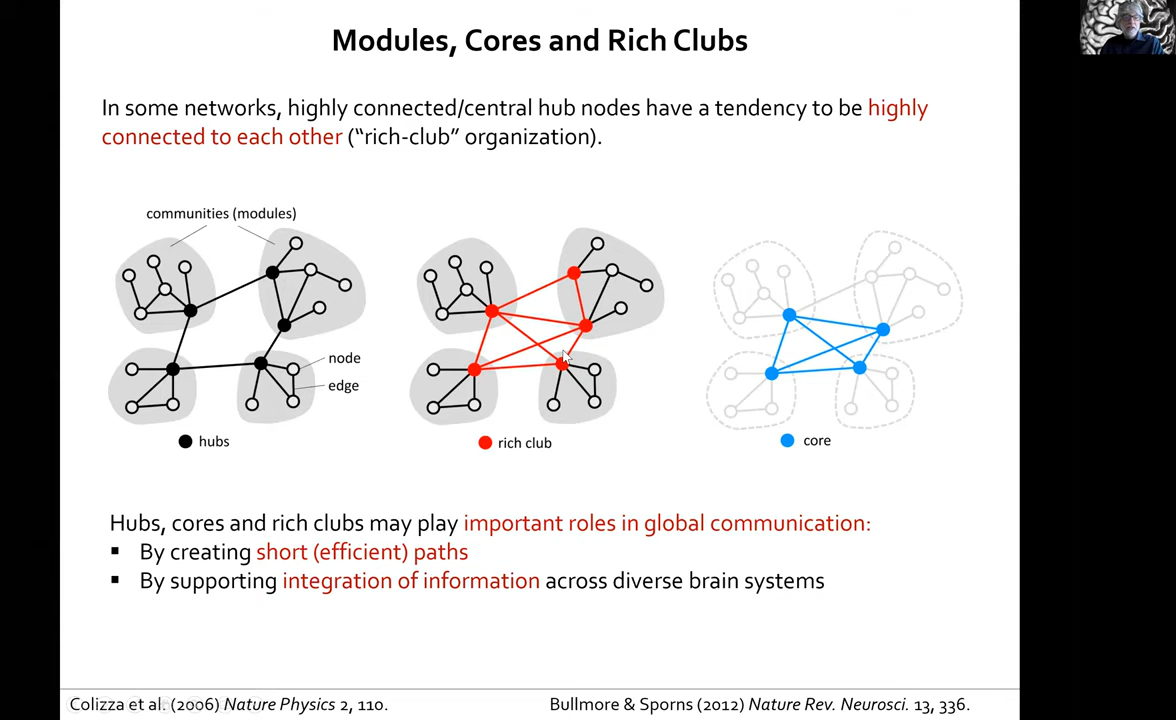 Modules, Cores and Rich Clubs
In some networks, highly connected/central hub nodes have a tendency to be highly
connected to each other (“rich-club” organization).
communities (modules)
node
edge
hubs
rich club
core
Hubs, cores and rich clubs may play important roles in global communication:
▪ By creating short (efficient) paths
▪ By supporting integration of information across diverse brain systems
Colizza et al. (2006) Nature Physics 2, 110.
Bullmore & Sporns (2012) Nature Rev. Neurosci. 13, 336.